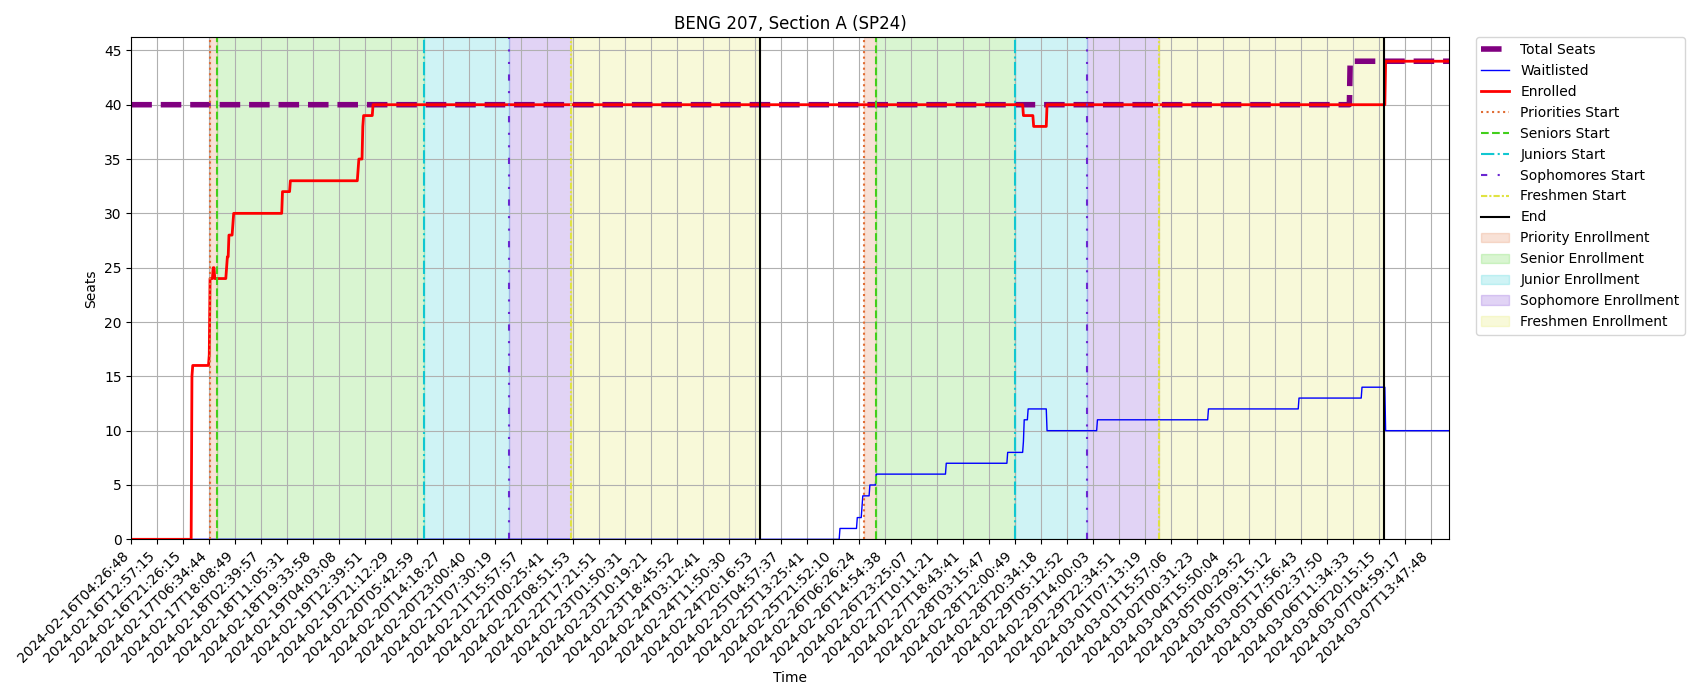 BENG 207, Section A (SP24)
Seats
45
40
35
30
25
20
15
10
5
0
2024-02-16T04:26:48
2024-02-16T12:57:15
2024-02-16T21:26:15
2024-02-17T06:34:44
2024-02-17T18:08:49
2024-02-18T02:39:57
2024-02-18T11:05:31
2024-02-18T19:33:58
2024-02-19T04:03:08
2024-02-19T12:39:51
2024-02-19T21:12:29
2024-02-20T05:42:59
2024-02-20T14:18:27
2024-02-20T23:00:40
2024-02-21T07:30:19
2024-02-21T15:57:57
2024-02-22T00:25:41
2024-02-22T08:51:53
2024-02-22T17:21:51
2024-02-23T01:50:31
2024-02-23T10:19:21
2024-02-23T18:45:52
2024-02-24T03:12:41
2024-02-24T11:50:30
2024-02-24T20:16:53
2024-02-25T04:57:37
2024-02-25T13:25:41
2024-02-25T21:52:10
2024-02-26T06:26:24
2024-02-26T14:54:38
2024-02-26T23:25:07
2024-02-27T10:11:21
2024-02-27T18:43:41
2024-02-28T03:15:47
2024-02-28T12:00:49
2024-02-28T20:34:18
2024-02-29T05:12:52
2024-02-29T14:00:03
2024-02-29T22:34:51
2024-03-01T07:13:19
2024-03-01T15:57:06
2024-03-02T00:31:23
2024-03-04T15:50:04
2024-03-05T00:29:52
2024-03-05T09:15:12
2024-03-05T17:56:43
2024-03-06T02:37:50
2024-03-06T11:34:33
2024-03-06T20:15:15
2024-03-07T04:59:17
2024-03-07T13:47:48
Time
Total Seats
Waitlisted
Enrolled
Priorities Start
Seniors Start
Juniors Start
Sophomores Start
Freshmen Start
End
Priority Enrollment
Senior Enrollment
Junior Enrollment
Sophomore Enrollment
Freshmen Enrollment